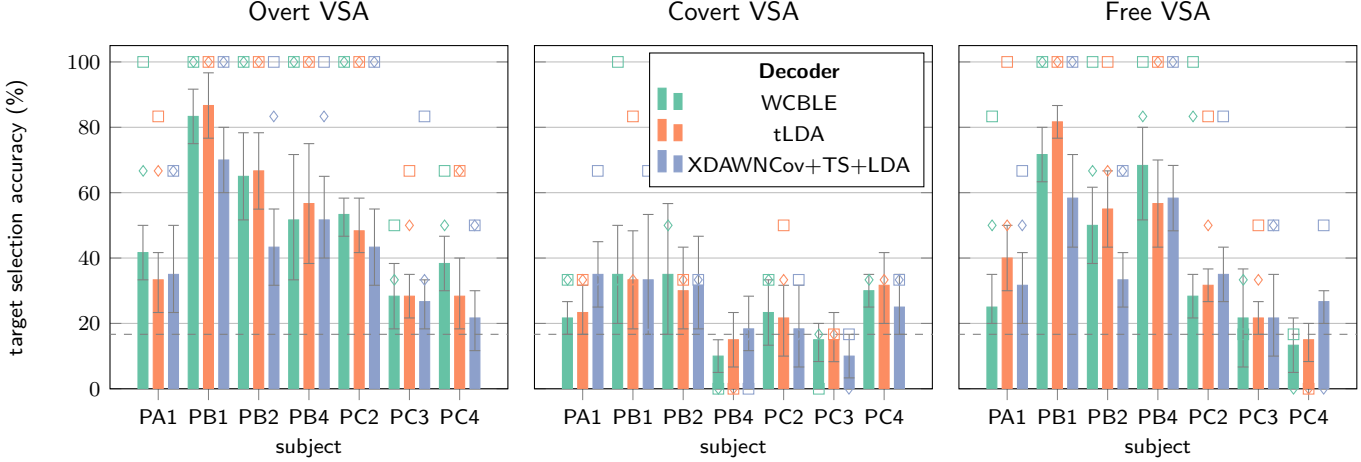 Overt VSA
Covert VSA
Free VSA
target selection accuracy (%)
100
80
60
40
20
0
Decoder
WCBLE
tLDA
XDAWNCov+TS+LDA
PA1 PB1 PB2 PB4 PC2 PC3 PC4
PA1 PB1 PB2 PB4 PC2 PC3 PC4
PA1 PB1 PB2 PB4 PC2 PC3 PC4
subject
subject
subject